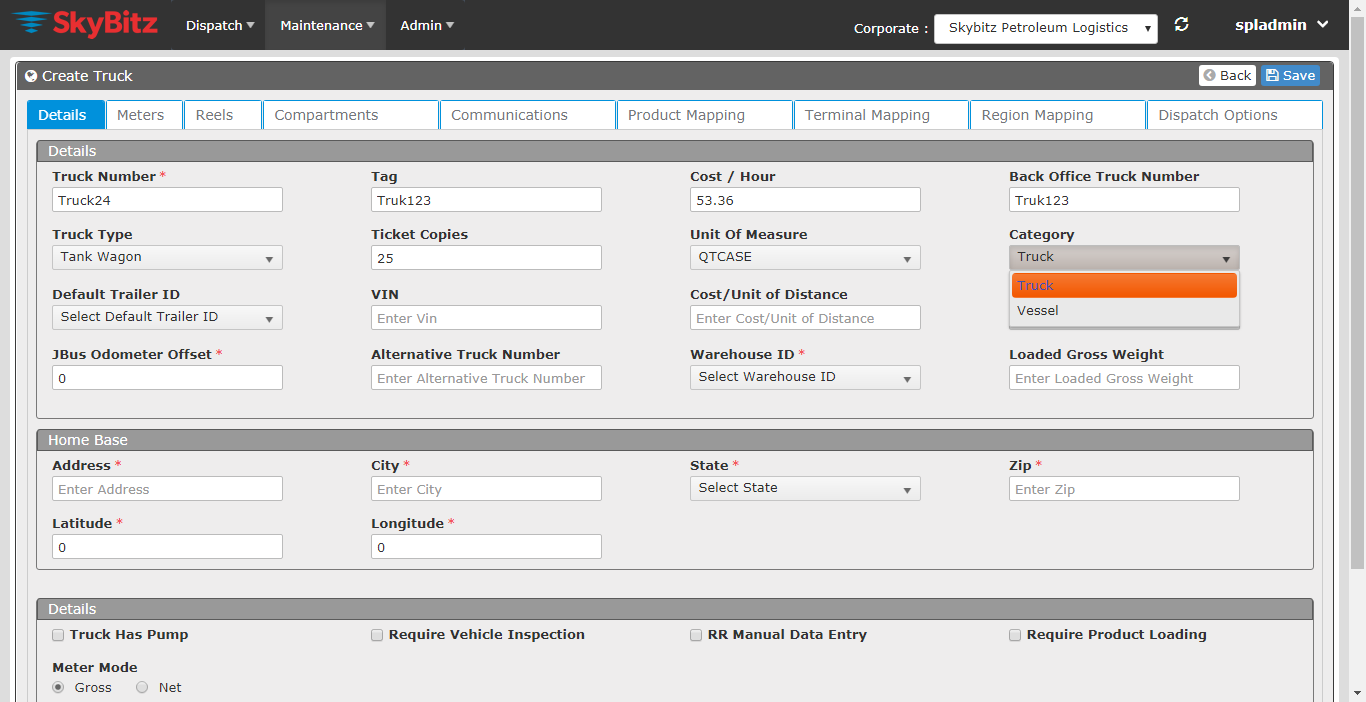 SkyBitz Dispatch Maintenance Admin Corporate : Skybitz Petroleum Logistics spladmin
Create Truck Back Save
Details Meters Reels Compartments Communications Product Mapping Terminal Mapping Region Mapping Dispatch Options
Details
Truck Number * Tag Cost / Hour Back Office Truck Number
Truck24 Truk123 53.36 Truk123
Truck Type Ticket Copies Unit Of Measure Category
Tank Wagon 25 QTCASE Truck
Truck
Vessel
Default Trailer ID VIN Cost/Unit of Distance
Select Default Trailer ID Enter Vin Enter Cost/Unit of Distance
JBus Odometer Offset * Alternative Truck Number Warehouse ID * Loaded Gross Weight
0 Enter Alternative Truck Number Select Warehouse ID Enter Loaded Gross Weight
Home Base
Address * City * State * Zip *
Enter Address Enter City Select State Enter Zip
Latitude * Longitude *
0 0
Details
Truck Has Pump Require Vehicle Inspection RR Manual Data Entry Require Product Loading
Meter Mode
Gross Net